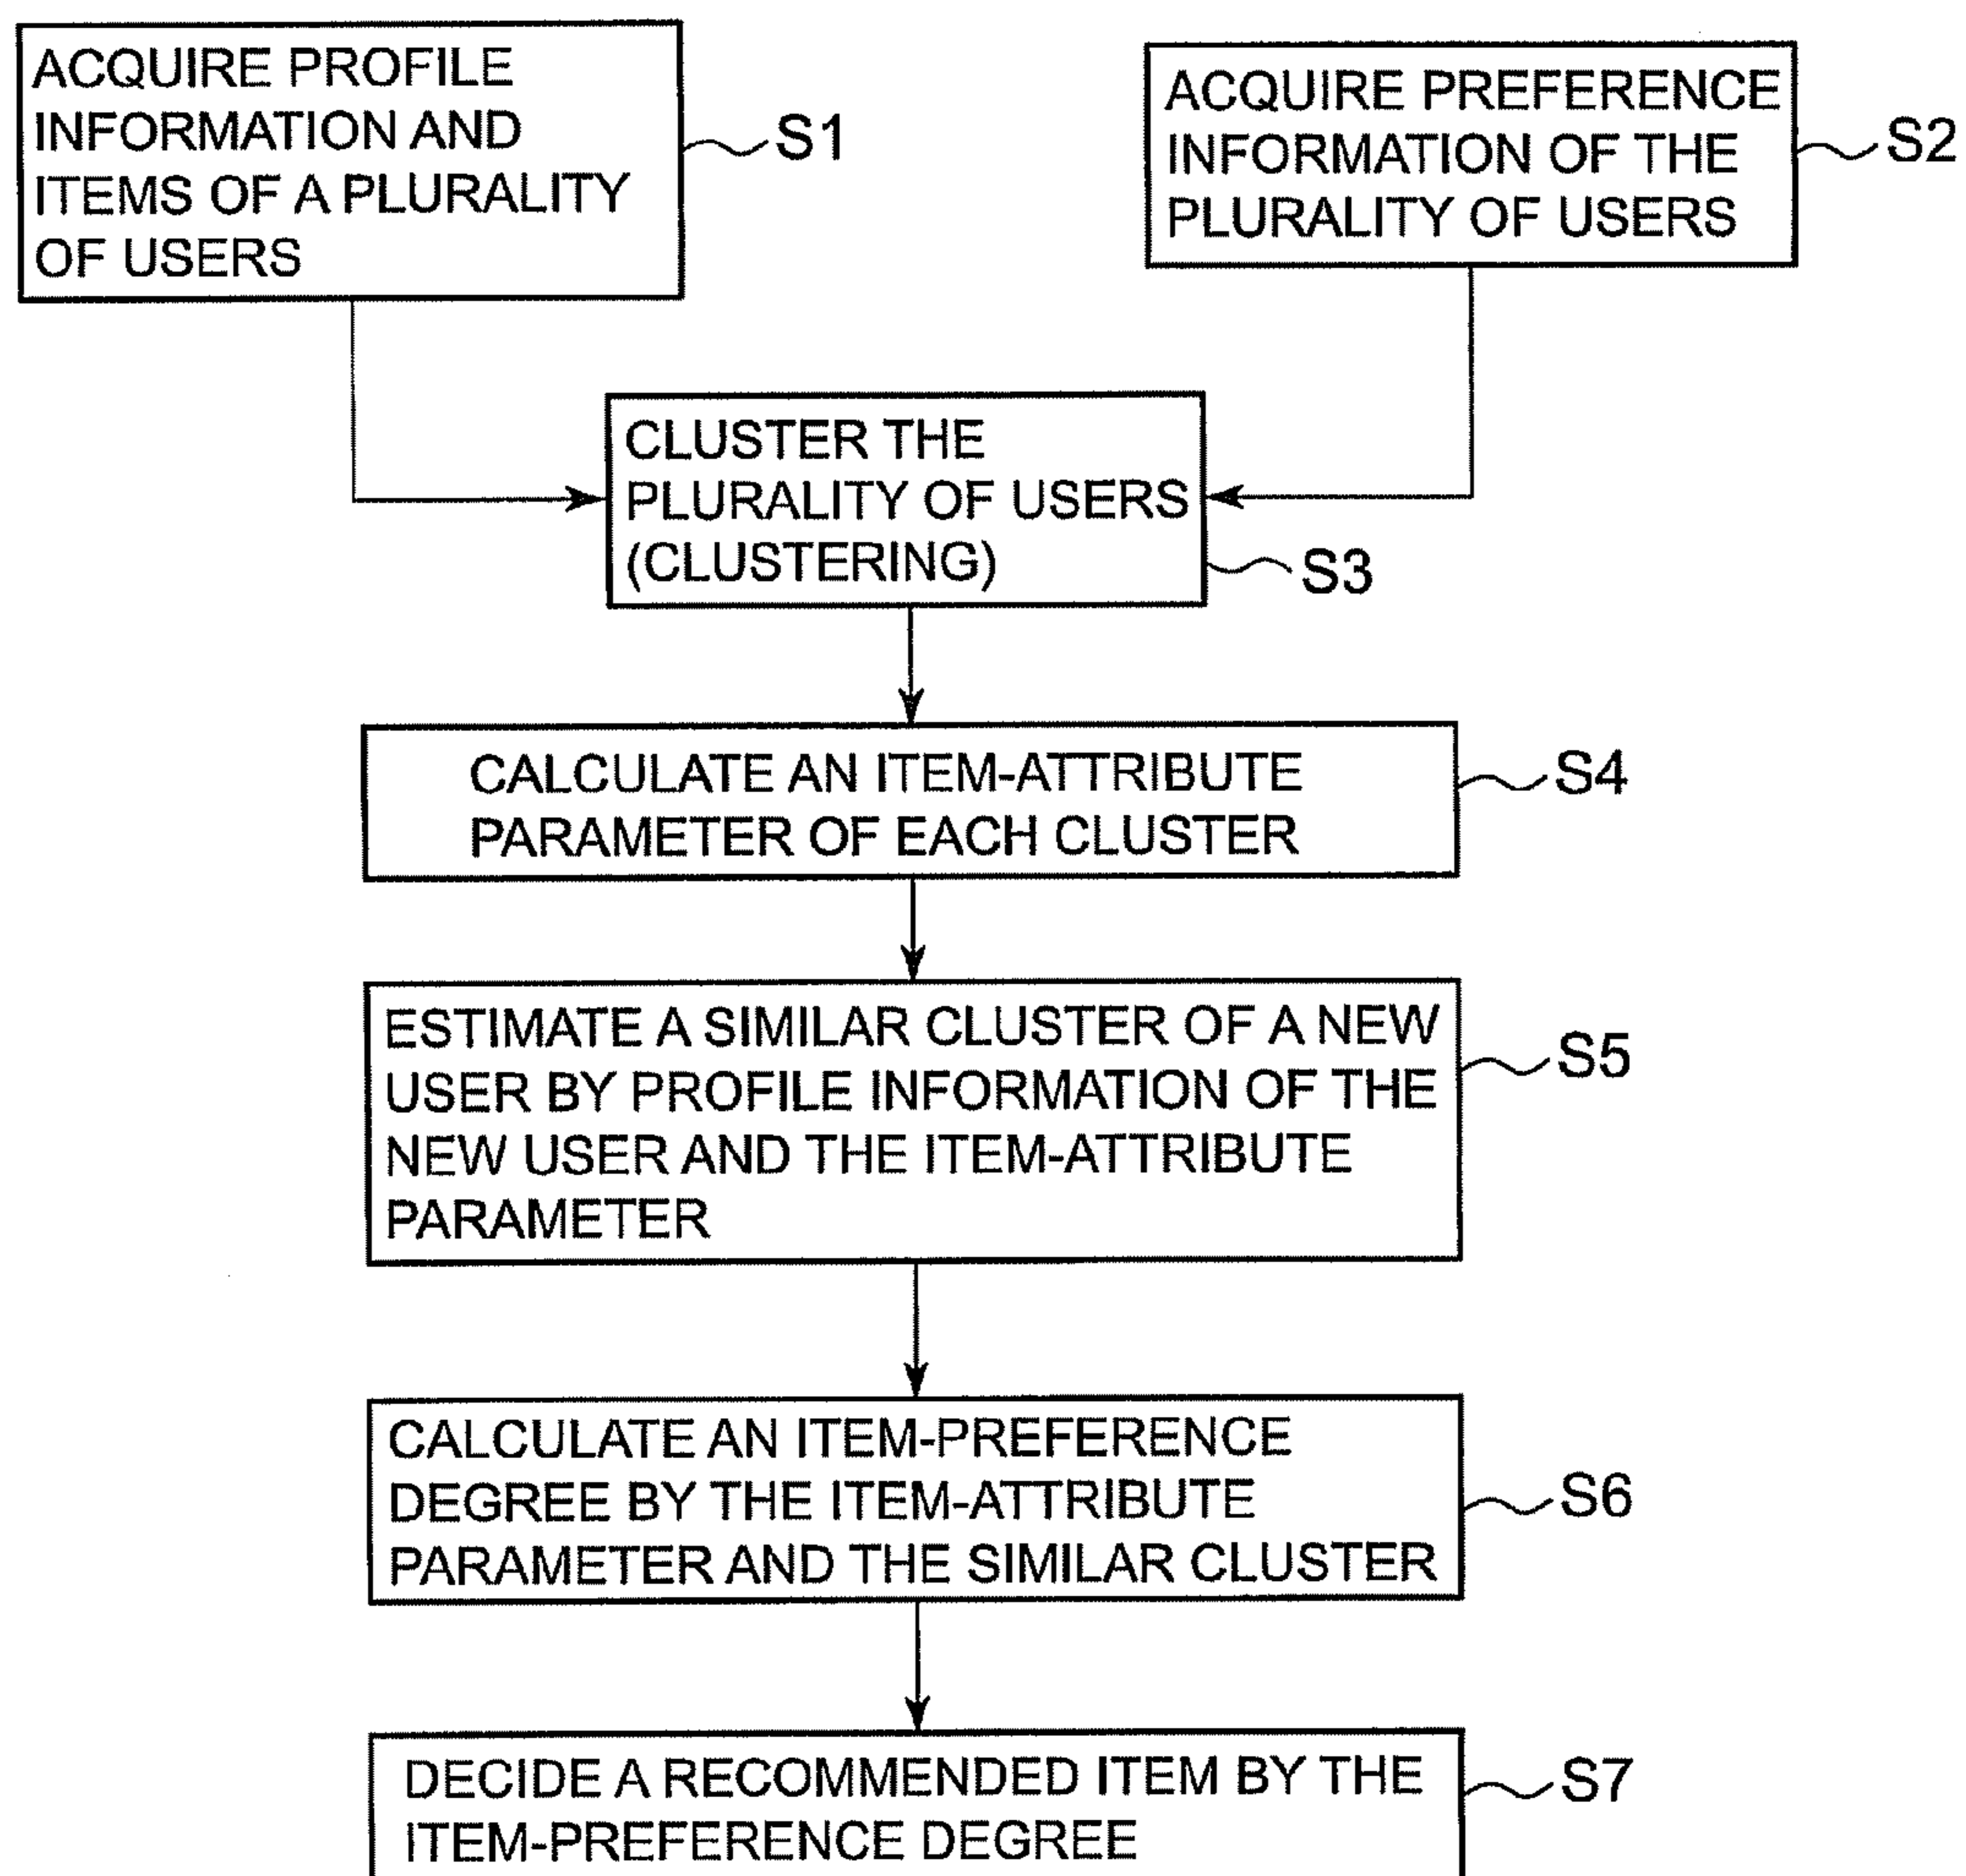 ACQUIRE PROFILE
INFORMATION AND
ITEMS OF A PLURALITY
OF USERS
S1
ACQUIRE PREFERENCE
INFORMATION OF THE
PLURALITY OF USERS
S2
CLUSTER THE
PLURALITY OF USERS
(CLUSTERING)
S3
CALCULATE AN ITEM-ATTRIBUTE
PARAMETER OF EACH CLUSTER
S4
ESTIMATE A SIMILAR CLUSTER OF A NEW
USER BY PROFILE INFORMATION OF THE
NEW USER AND THE ITEM-ATTRIBUTE
PARAMETER
S5
CALCULATE AN ITEM-PREFERENCE
DEGREE BY THE ITEM-ATTRIBUTE
PARAMETER AND THE SIMILAR CLUSTER
S6
DECIDE A RECOMMENDED ITEM BY THE
ITEM-PREFERENCE DEGREE
S7